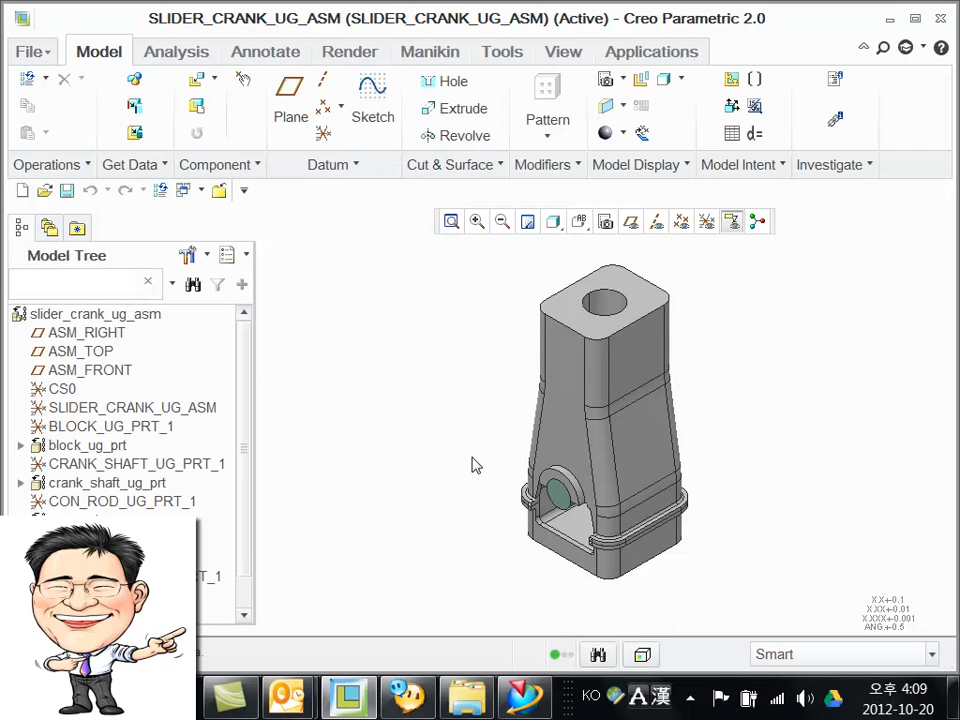 SLIDER_CRANK_UG_ASM (SLIDER_CRANK_UG_ASM) (Active) - Creo Parametric 2.0
File Model Analysis Annotate Render Manikin Tools View Applications
Plane
Sketch
Hole
Extrude
Revolve
Pattern
d=
Operations Get Data Component Datum Cut & Surface Modifiers Model Display Model Intent Investigate
Model Tree
slider_crank_ug_asm
ASM_RIGHT
ASM_TOP
ASM_FRONT
CS0
SLIDER_CRANK_UG_ASM
BLOCK_UG_PRT_1
block_ug_prt
CRANK_SHAFT_UG_PRT_1
crank_shaft_ug_prt
CON_ROD_UG_PRT_1
T_1
X.X+-0.1
X.XX+-0.01
X.XXX+-0.001
ANG.+-0.5
Smart
KO A 漢
오후 4:09
2012-10-20